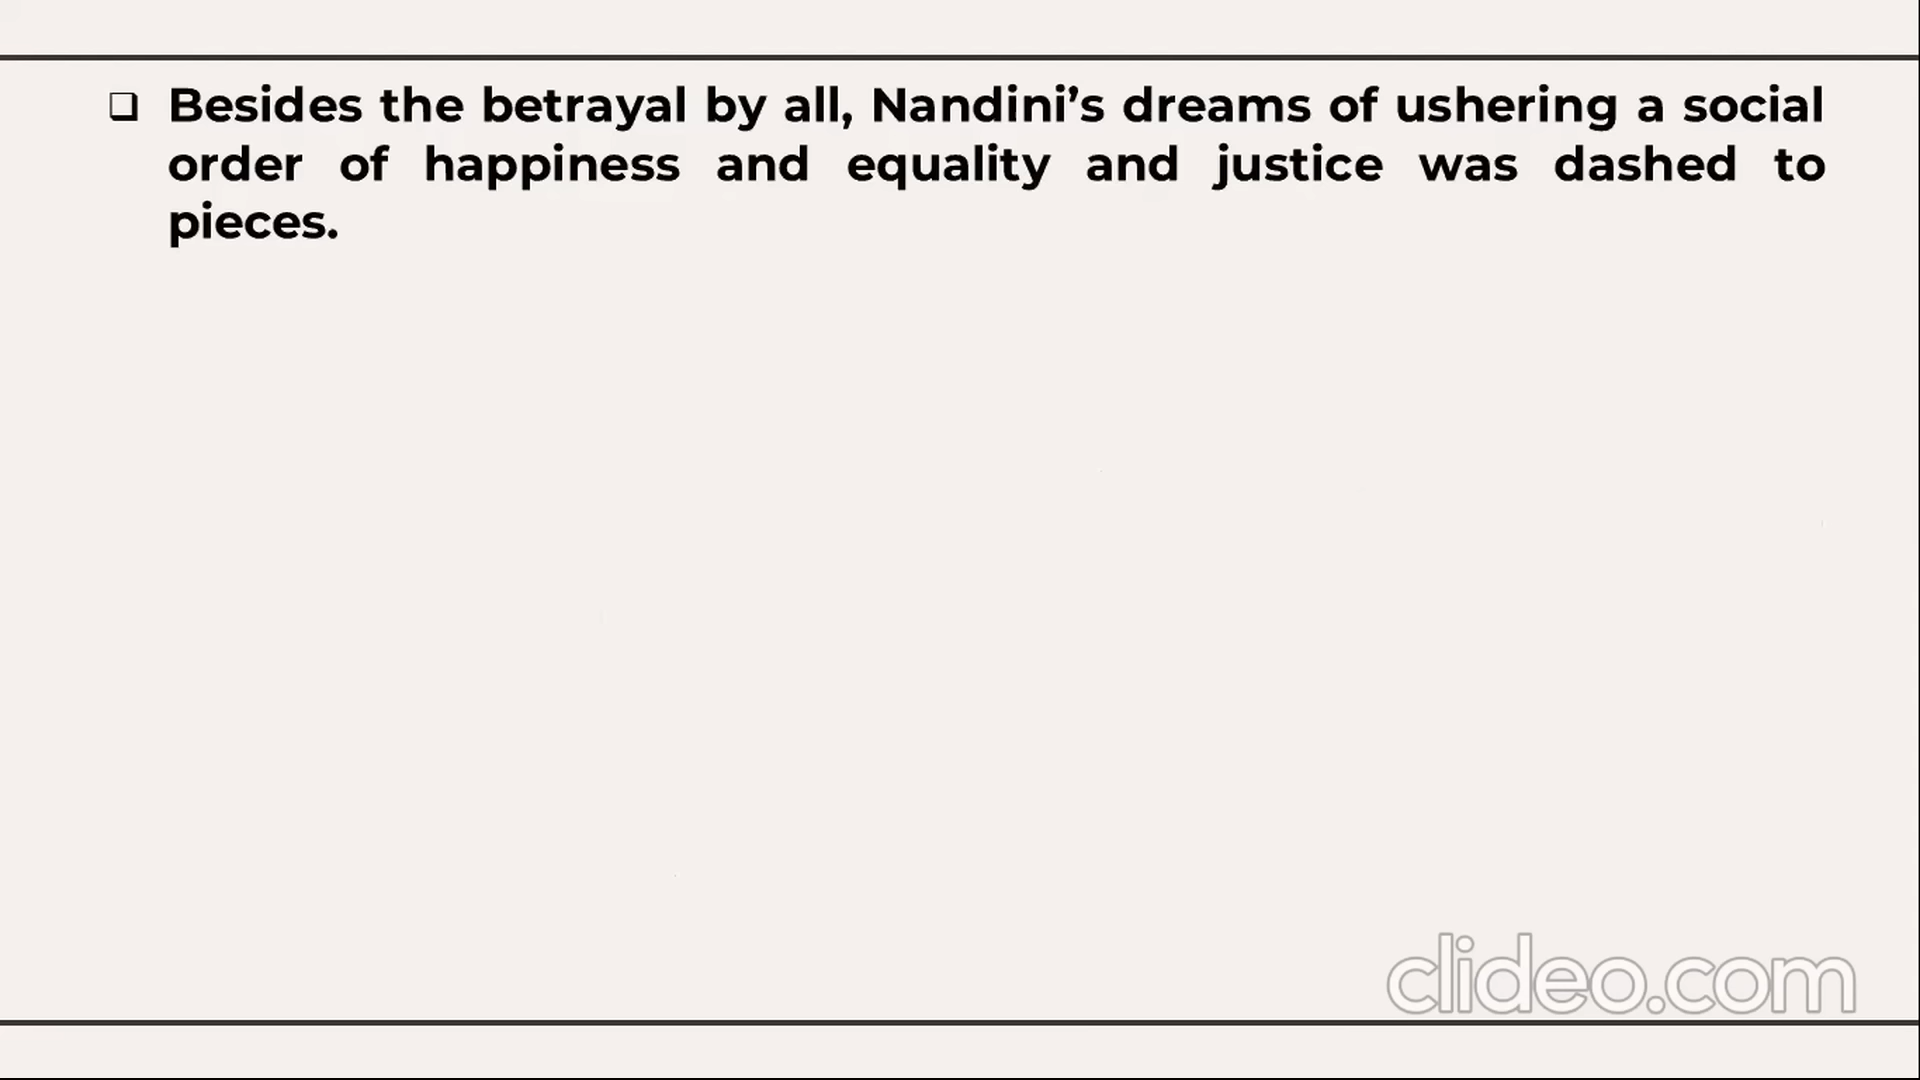 ❑ Besides the betrayal by all, Nandini’s dreams of ushering a social
order of happiness and equality and justice was dashed to
pieces.
clideo.com